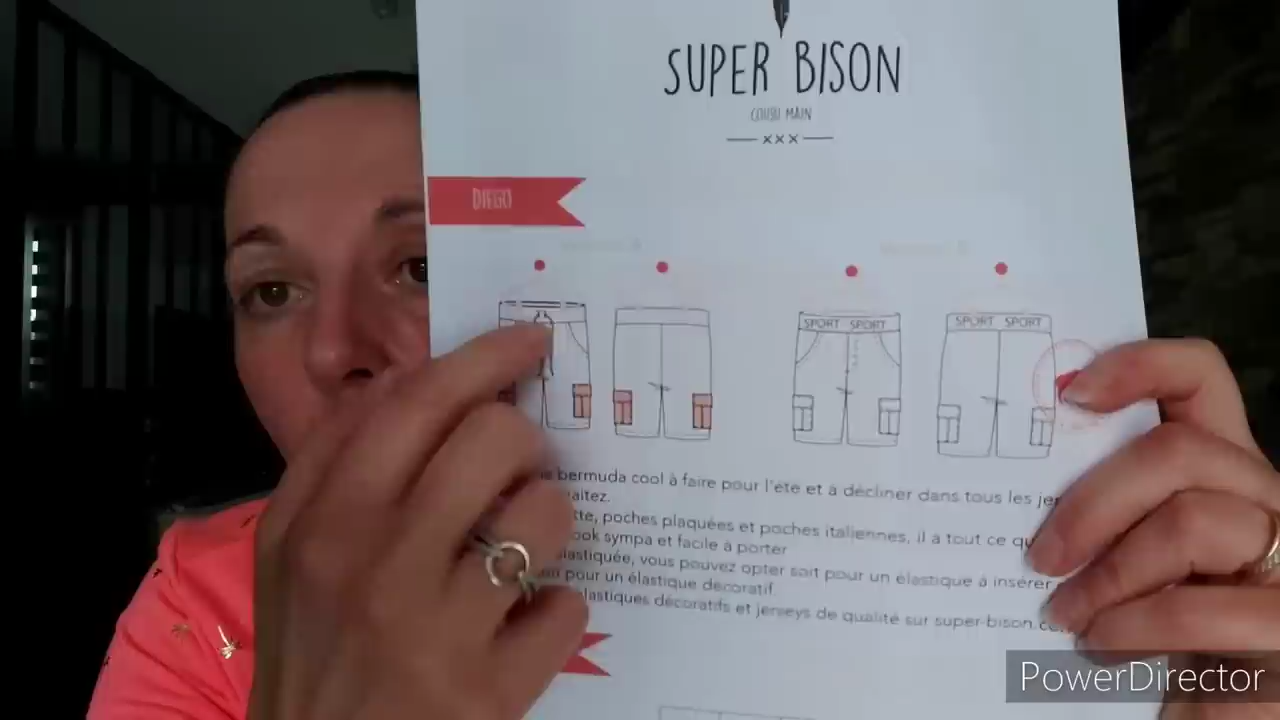 SUPER BISON
COUSU MAIN
XXX
DIEGO
SPORT SPORT SPORT SPORT
bermuda cool à faire pour l'été et à décliner dans tous les
poches plaquées et poches italiennes, il a tout ce
sympa et facile à porter
vous pouvez opter soit pour un élastique à insérer
pour un élastique décoratif
élastiques décoratifs et jerseys de qualité sur super-bison
PowerDirector